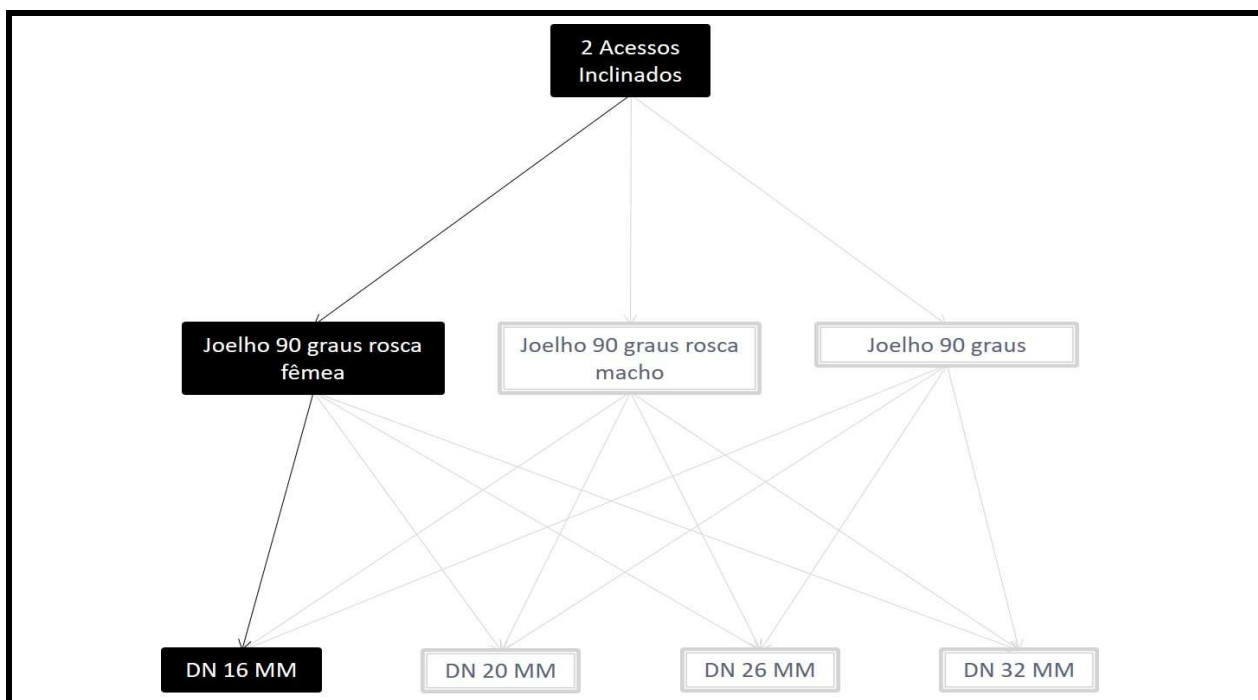 2 Acessos
Inclinados
Joelho 90 graus rosca
fêmea
Joelho 90 graus rosca
macho
Joelho 90 graus
DN 16 MM
DN 20 MM
DN 26 MM
DN 32 MM